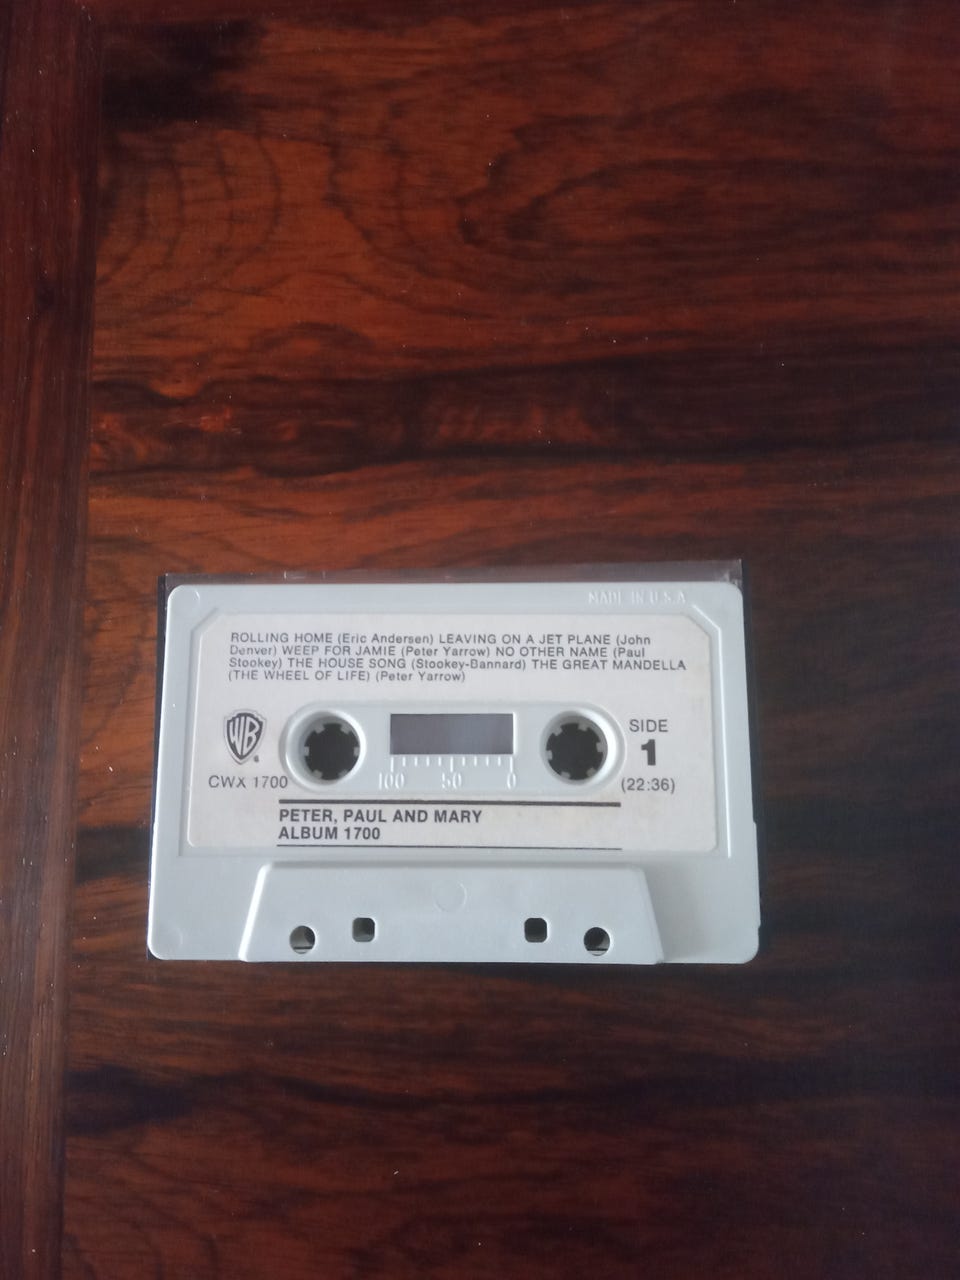 MADE IN U.S.A
ROLLING HOME (Eric Andersen) LEAVING ON A JET PLANE (John
Denver) WEEP FOR JAMIE (Peter Yarrow) NO OTHER NAME (Paul
Stookey) THE HOUSE SONG (Stookey-Bannard) THE GREAT MANDELLA
(THE WHEEL OF LIFE) (Peter Yarrow)
WB
SIDE
1
CWX 1700
100 50 0
(22:36)
PETER, PAUL AND MARY
ALBUM 1700